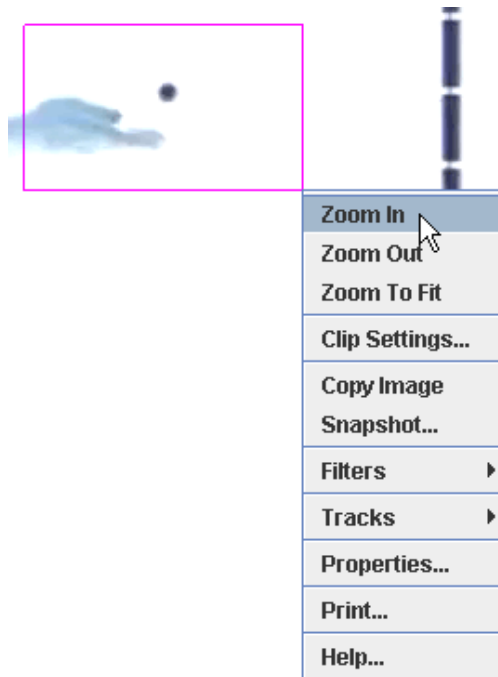 Zoom In
Zoom Out
Zoom To Fit
Clip Settings...
Copy Image
Snapshot...
Filters
Tracks
Properties...
Print...
Help...